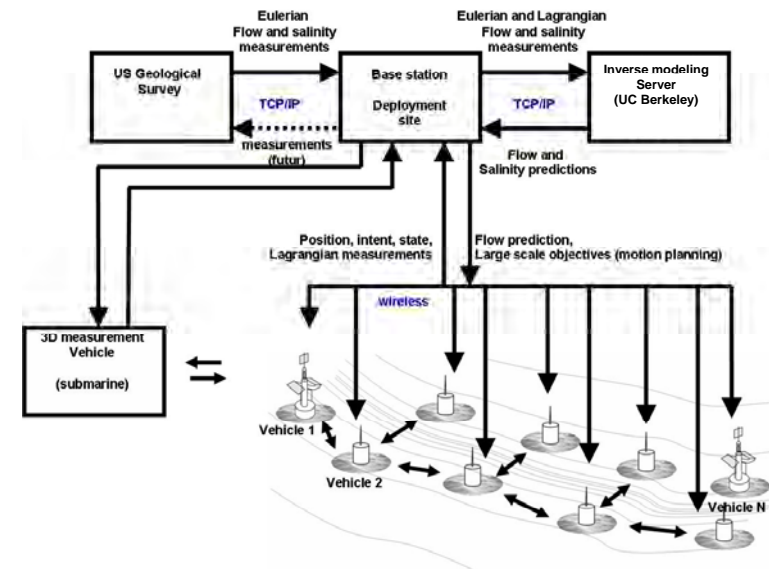 Eulerian
Flow and salinity
measurements
Eulerian and Lagrangian
Flow and salinity
measurements
US Geological
Survey
TCP/IP
Base station
Deployment
site
TCP/IP
Inverse modeling
Server
(UC Berkeley)
measurements
(futur)
Flow and
Salinity predictions
Position, intent, state,
Lagrangian measurements
Flow prediction,
Large scale objectives (motion planning)
wireless
3D measurement
Vehicle
(submarine)
Vehicle 1
Vehicle 2
Vehicle N